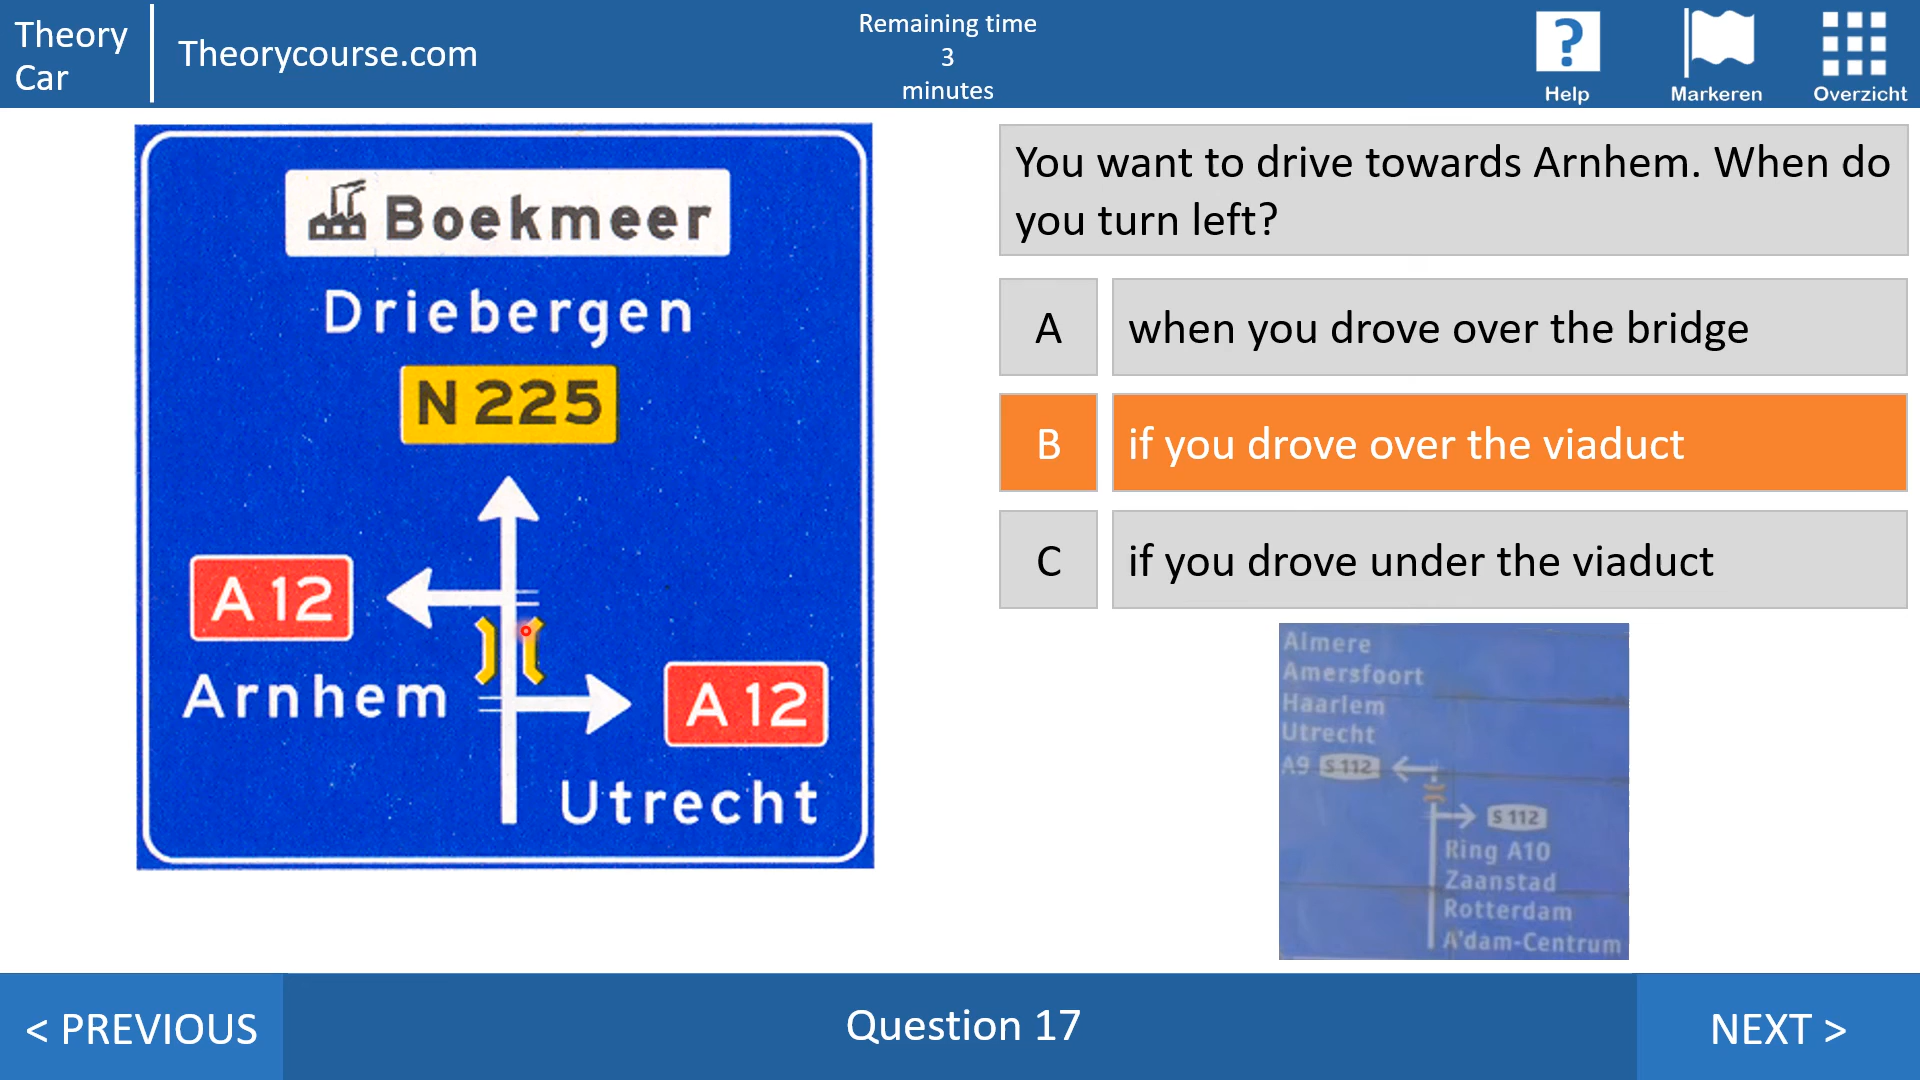 Theory
Car
Theorycourse.com
Remaining time
3
minutes
?
Help
Markeren
Overzicht
Boekmeer
Driebergen
N 225
A 12
Arnhem
A 12
Utrecht
You want to drive towards Arnhem. When do
you turn left?
A
when you drove over the bridge
B
if you drove over the viaduct
C
if you drove under the viaduct
Almere
Amersfoort
Haarlem
Utrecht
A9 S 112
S 112
Ring A10
Zaanstad
Rotterdam
A'dam-Centrum
< PREVIOUS
Question 17
NEXT >